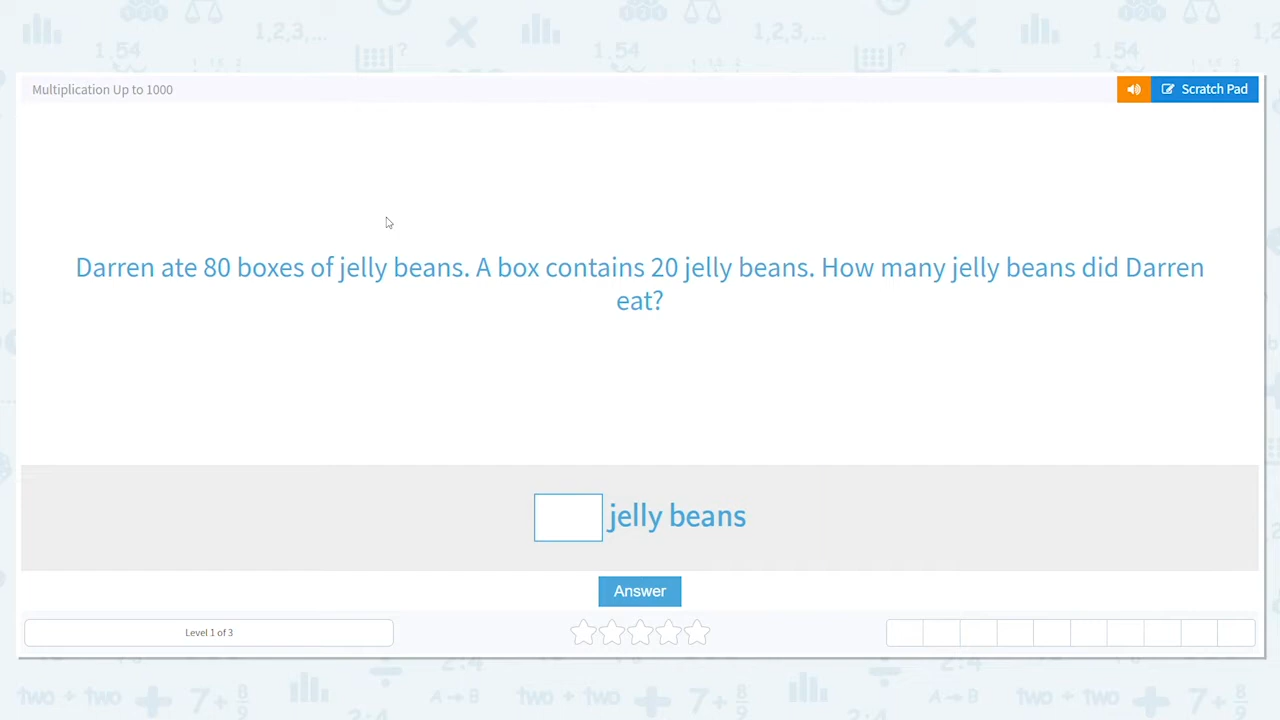 Multiplication Up to 1000
Scratch Pad
Darren ate 80 boxes of jelly beans. A box contains 20 jelly beans. How many jelly beans did Darren
eat?
jelly beans
Answer
Level 1 of 3